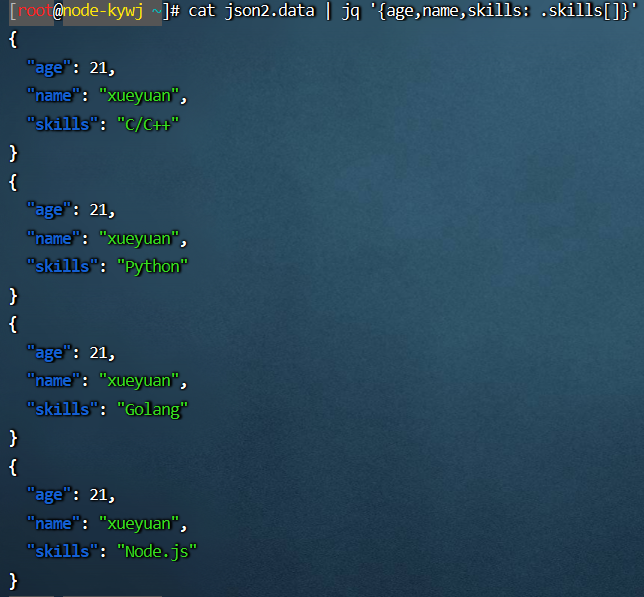 [root@node-kywj ~]# cat json2.data | jq '{age,name,skills: .skills[]}'
{
  "age": 21,
  "name": "xueyuan",
  "skills": "C/C++"
}
{
  "age": 21,
  "name": "xueyuan",
  "skills": "Python"
}
{
  "age": 21,
  "name": "xueyuan",
  "skills": "Golang"
}
{
  "age": 21,
  "name": "xueyuan",
  "skills": "Node.js"
}